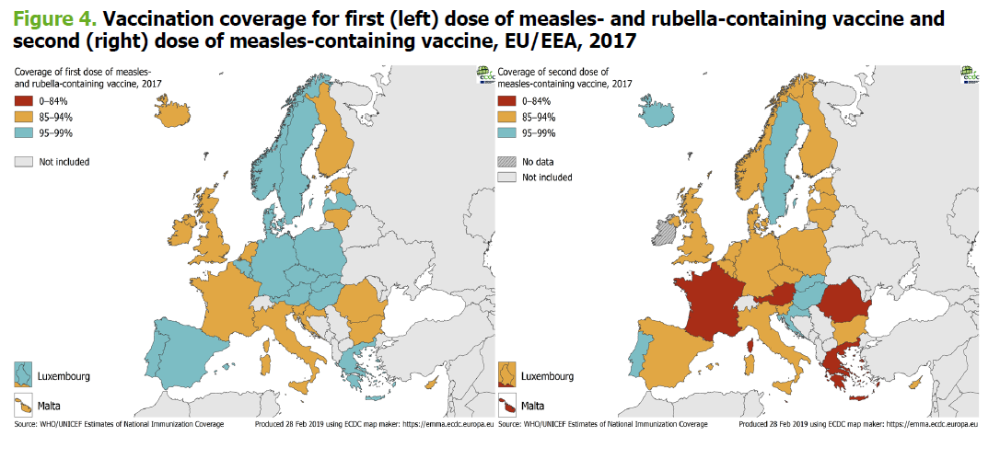 Figure 4. Vaccination coverage for first (left) dose of measles- and rubella-containing vaccine and
second (right) dose of measles-containing vaccine, EU/EEA, 2017
Coverage of first dose of measles-
and rubella-containing vaccine, 2017
0–84%
85–94%
95–99%
Not included
Luxembourg
Malta
Source: WHO/UNICEF Estimates of National Immunization Coverage
Produced 28 Feb 2019 using ECDC map maker: https://emma.ecdc.europa.eu
ecdc
Coverage of second dose of
measles-containing vaccine, 2017
0–84%
85–94%
95–99%
No data
Not included
Luxembourg
Malta
Source: WHO/UNICEF Estimates of National Immunization Coverage
Produced 28 Feb 2019 using ECDC map maker: https://emma.ecdc.europa.eu
ecdc